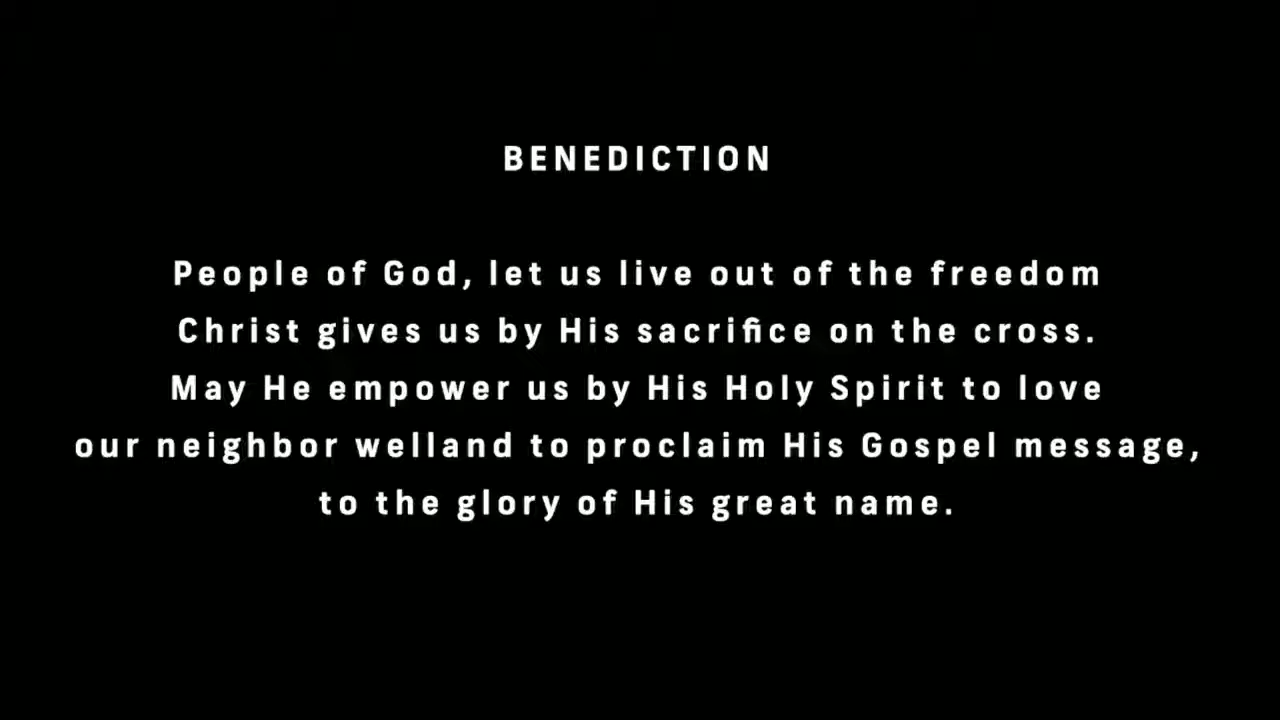 BENEDICTION
People of God, let us live out of the freedom
Christ gives us by His sacrifice on the cross.
May He empower us by His Holy Spirit to love
our neighbor welland to proclaim His Gospel message,
to the glory of His great name.